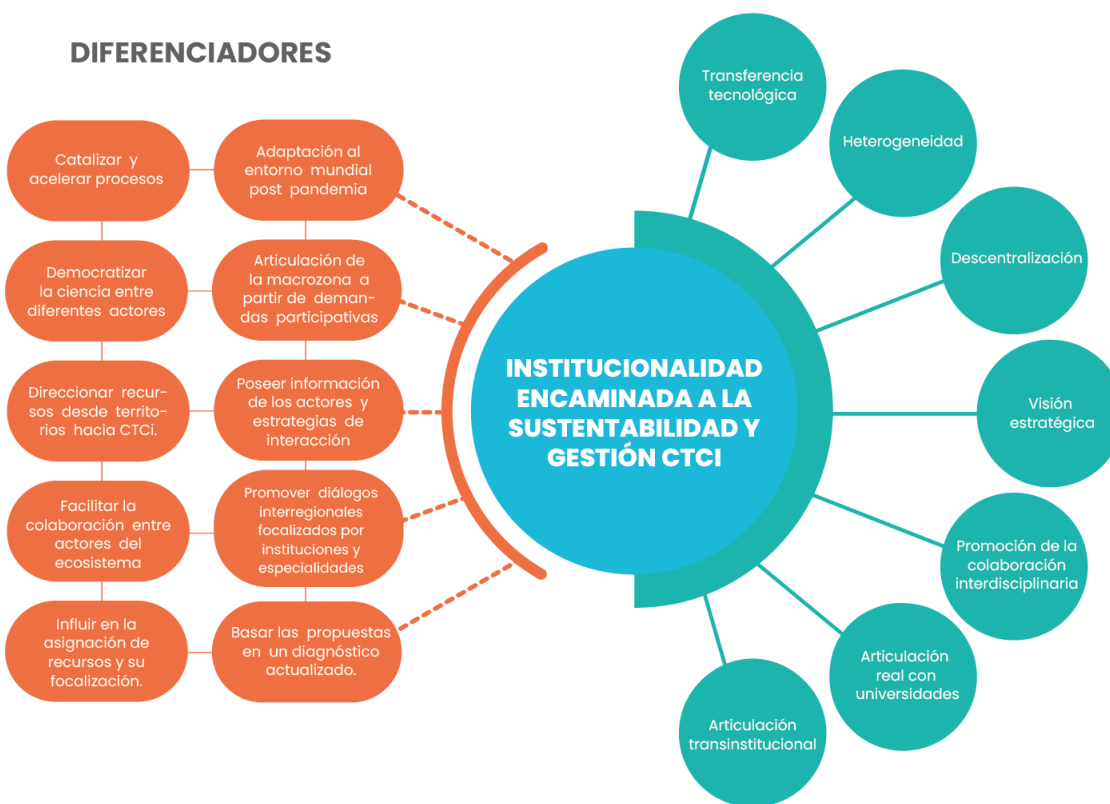 DIFERENCIADORES
Catalizar y
acelerar procesos
Adaptación al
entorno mundial
post pandemia
Democratizar
la ciencia entre
diferentes actores
Articulación de
la macrozona a
partir de deman-
das participativas
Direccionar recur-
sos desde territo-
rios hacia CTCi.
Poseer información
de los actores y
estrategias de
interacción
Facilitar la
colaboración entre
actores del
ecosistema
Promover diálogos
interregionales
focalizados por
instituciones y
especialidades
Influir en la
asignación de
recursos y su
focalización.
Basar las propuestas
en un diagnóstico
actualizado.
INSTITUCIONALIDAD
ENCAMINADA A LA
SUSTENTABILIDAD Y
GESTIÓN CTCI
Transferencia
tecnológica
Heterogeneidad
Descentralización
Visión
estratégica
Promoción de la
colaboración
interdisciplinaria
Articulación
real con
universidades
Articulación
transinstitucional